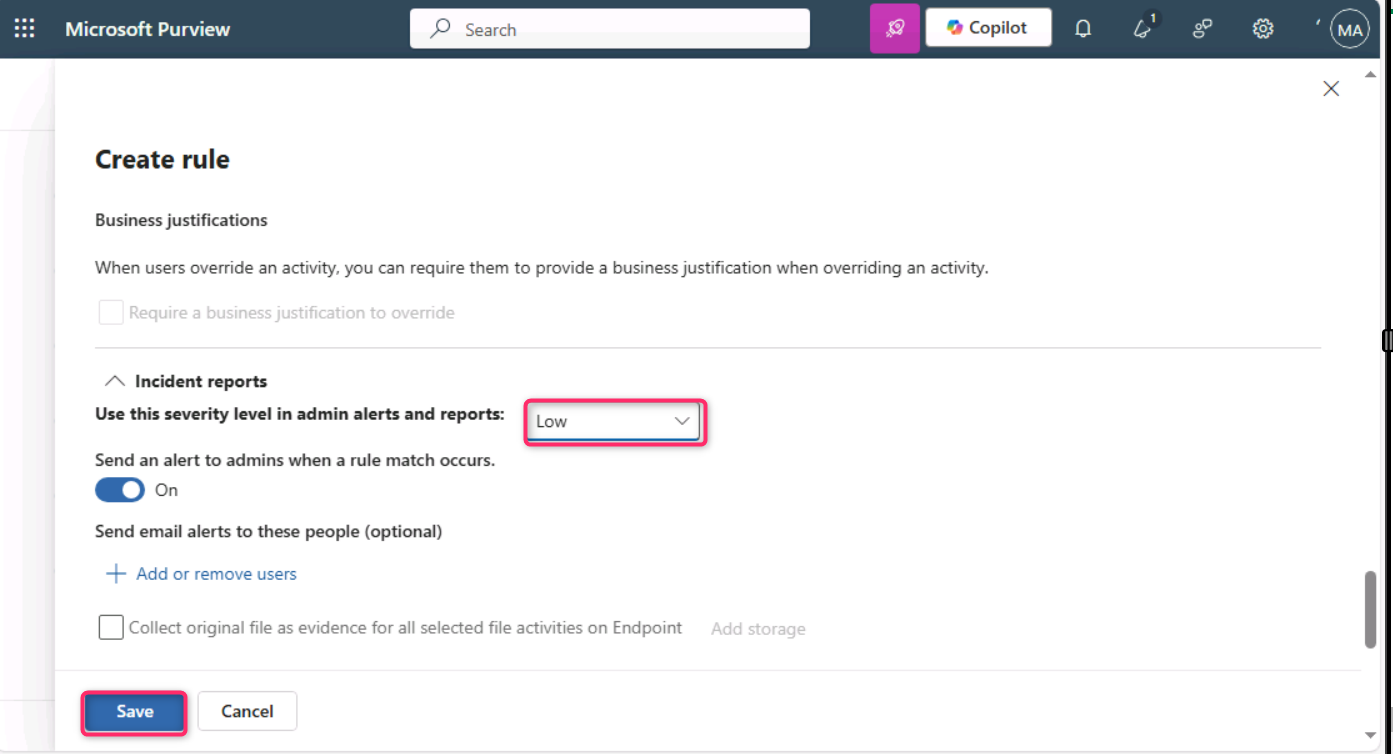 Microsoft Purview
Search
Copilot
1
MA
Create rule
Business justifications
When users override an activity, you can require them to provide a business justification when overriding an activity.
Require a business justification to override
Incident reports
Use this severity level in admin alerts and reports:
Low
Send an alert to admins when a rule match occurs.
On
Send email alerts to these people (optional)
Add or remove users
Collect original file as evidence for all selected file activities on Endpoint
Add storage
Save
Cancel